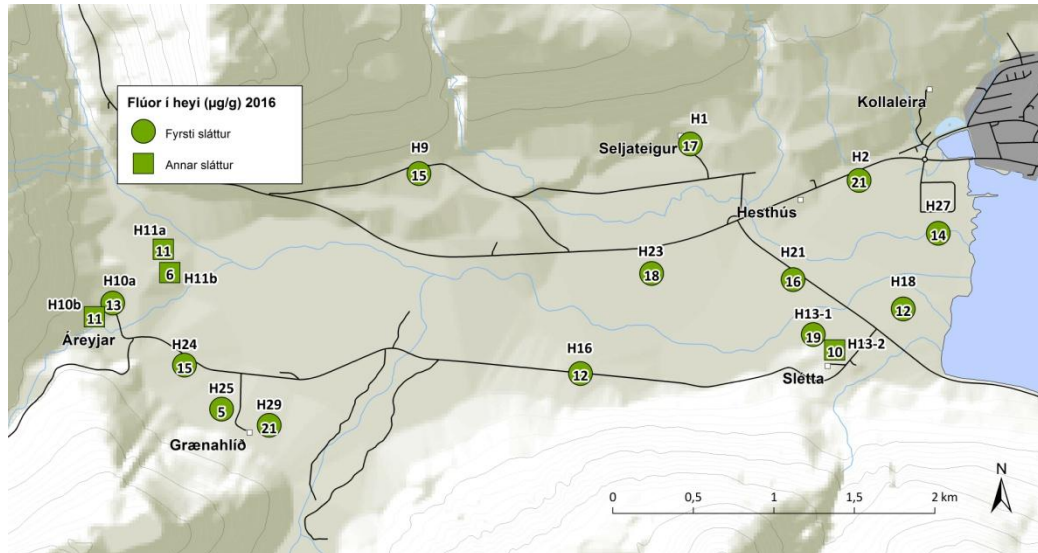 Flúor í heyi (µg/g) 2016
Fyrsti sláttur
Annar sláttur
Kollaleira
H1
17
Seljateigur
H9
15
H2
21
Hesthús
H27
14
H11a
11
6
H11b
H23
18
H21
16
H10a
13
H10b
11
Áreyjar
H18
12
H13-1
19
H13-2
10
Slétta
H24
15
H16
12
H25
5
H29
21
Grænahlíð
N
0 0,5 1 1,5 2 km